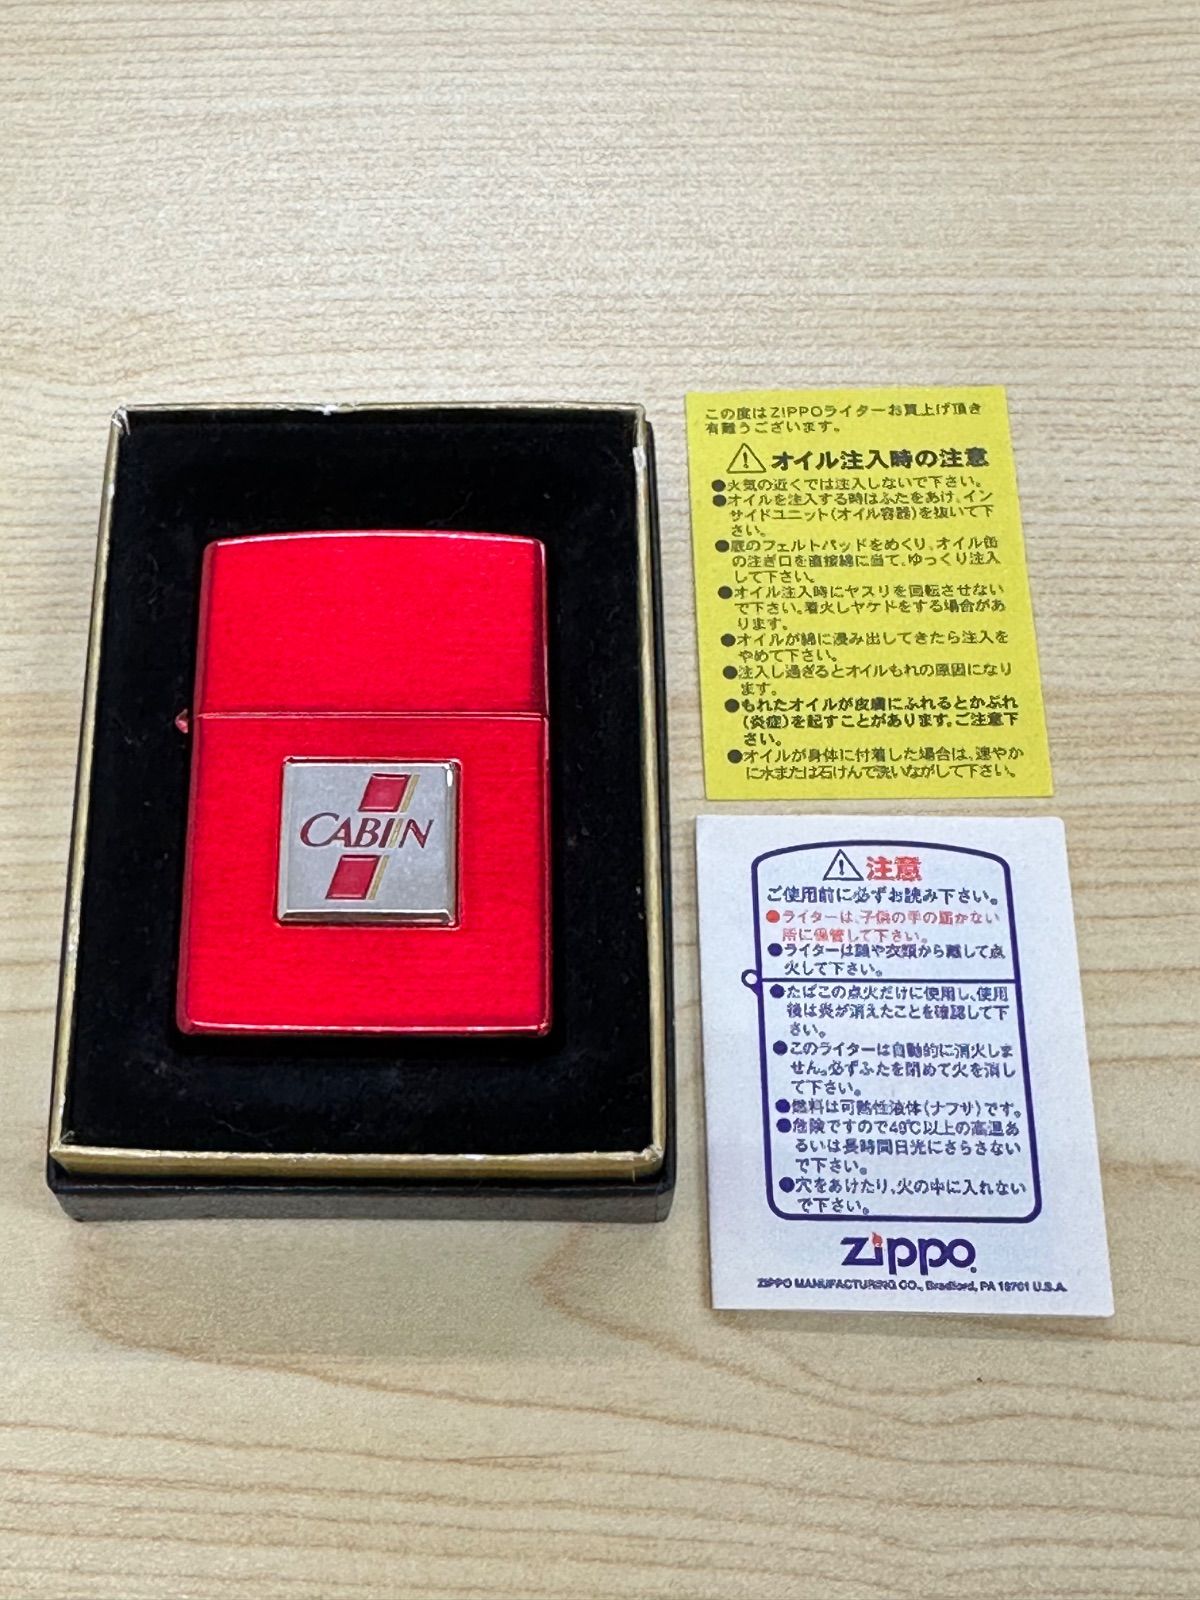 CABIN
この度はZIPPOライターお買上げ頂き
有難うございます。
オイル注入時の注意
●火気の近くでは注入しないで下さい。
●オイルを注入する時はふたをあけ、イン
サイドユニット(オイル容器)を抜いて下
さい。
●底のフェルトパッドをめくり、オイル缶
の注ぎ口を直接綿に当て、ゆっくり注入
して下さい。
●オイル注入時にヤスリを回転させない
で下さい。着火しヤケドをする場合があ
ります。
●オイルが綿に浸み出してきたら注入を
やめて下さい。
●注入し過ぎるとオイルもれの原因になり
ます。
●もれたオイルが皮膚にふれるとかぶれ
(炎症)を起すことがあります。ご注意下
さい。
●オイルが身体に付着した場合は、速やか
に水または石けんで洗いながして下さい。
注意
ご使用前に必ずお読み下さい。
●ライターは、子供の手の届かない
所に保管して下さい。
●ライターは顔や衣類から離して点
火して下さい。
●たばこの点火だけに使用し、使用
後は炎が消えたことを確認して下
さい。
●このライターは自動的に消火しま
せん。必ずふたを閉めて火を消し
て下さい。
●燃料は可燃性液体(ナフサ)です。
●危険ですので49℃以上の高温あ
るいは長時間日光にさらさない
で下さい。
●穴をあけたり、火の中に入れない
で下さい。
zippo
ZIPPO MANUFACTURING CO., Bradford, PA 16701 U.S.A.